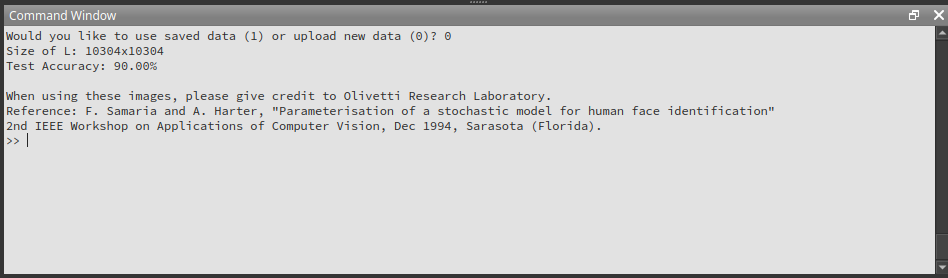 Command Window
Would you like to use saved data (1) or upload new data (0)? 0
Size of L: 10304x10304
Test Accuracy: 90.00%
When using these images, please give credit to Olivetti Research Laboratory.
Reference: F. Samaria and A. Harter, "Parameterisation of a stochastic model for human face identification"
2nd IEEE Workshop on Applications of Computer Vision, Dec 1994, Sarasota (Florida).
>>